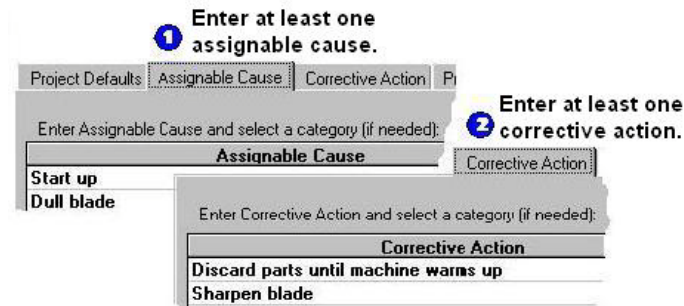 1 Enter at least one
assignable cause.
Project Defaults Assignable Cause Corrective Action
Enter Assignable Cause and select a category (if needed):
Assignable Cause
Start up
Dull blade
2 Enter at least one
corrective action.
Corrective Action
Enter Corrective Action and select a category (if needed):
Corrective Action
Discard parts until machine warms up
Sharpen blade